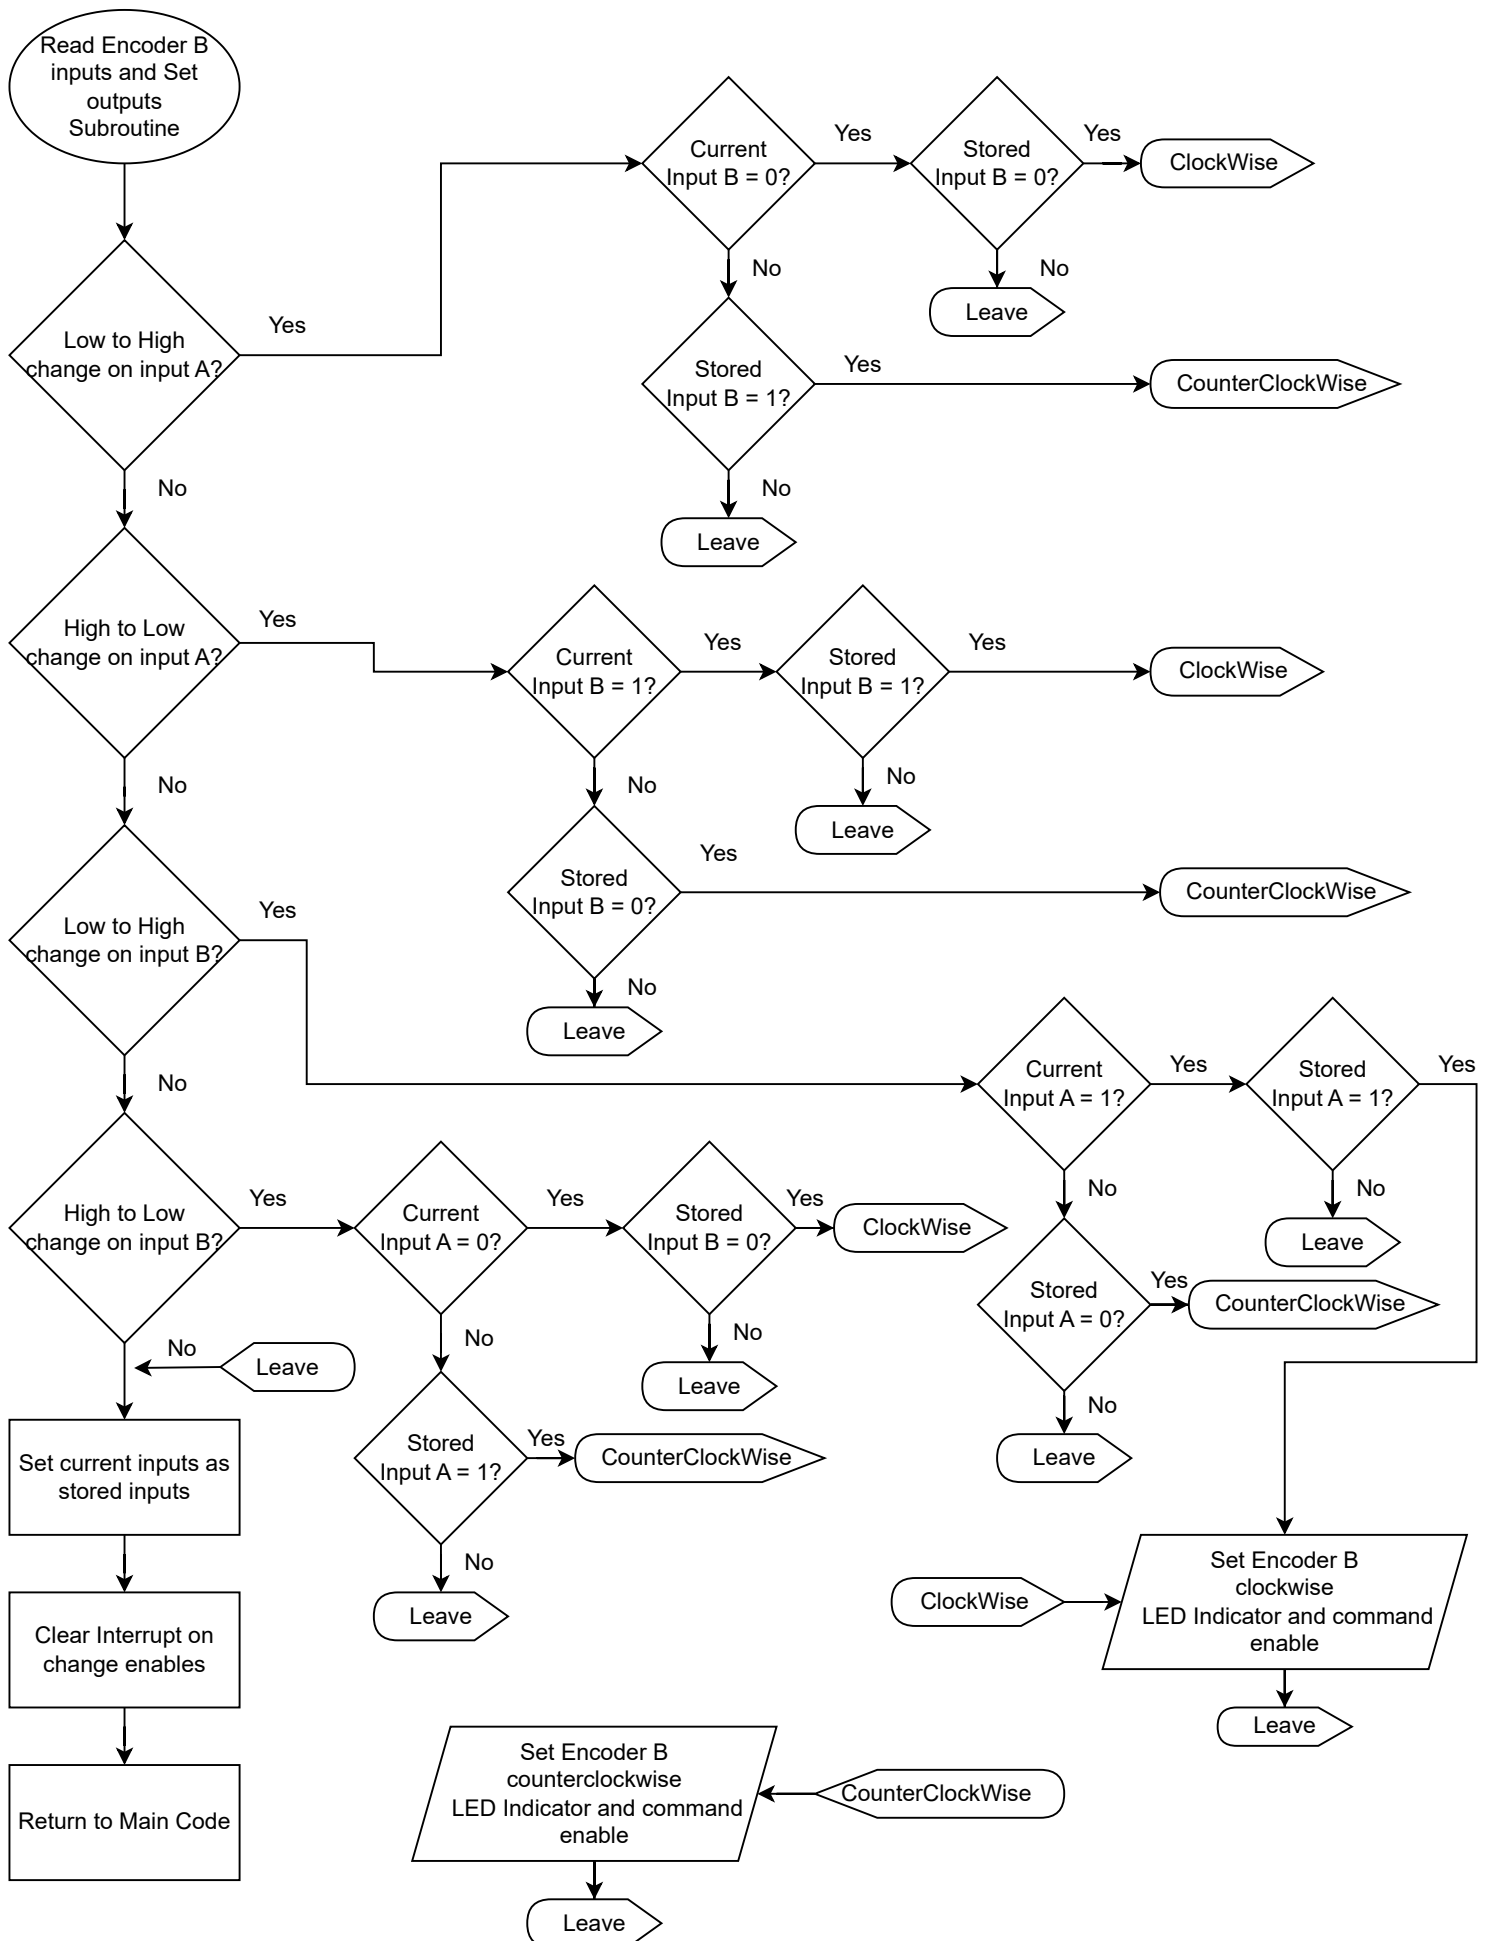 Read Encoder B
inputs and Set
outputs
Subroutine
Current
Input B = 0?
Yes
Stored
Input B = 0?
Yes
ClockWise
No
No
Leave
Low to High
change on input A?
Yes
Stored
Input B = 1?
Yes
CounterClockWise
No
No
Leave
High to Low
change on input A?
Yes
Current
Input B = 1?
Yes
Stored
Input B = 1?
Yes
ClockWise
No
No
No
Leave
Stored
Input B = 0?
Yes
CounterClockWise
No
Leave
Low to High
change on input B?
Yes
Current
Input A = 1?
Yes
Stored
Input A = 1?
Yes
No
No
No
Leave
Stored
Input A = 0?
Yes
CounterClockWise
No
Leave
High to Low
change on input B?
Yes
Current
Input A = 0?
Yes
Stored
Input B = 0?
Yes
ClockWise
No
No
Leave
Stored
Input A = 1?
Yes
CounterClockWise
No
Leave
No
Leave
Set current inputs as
stored inputs
Clear Interrupt on
change enables
Return to Main Code
ClockWise
Set Encoder B
clockwise
LED Indicator and command
enable
Leave
Set Encoder B
counterclockwise
LED Indicator and command
enable
CounterClockWise
Leave